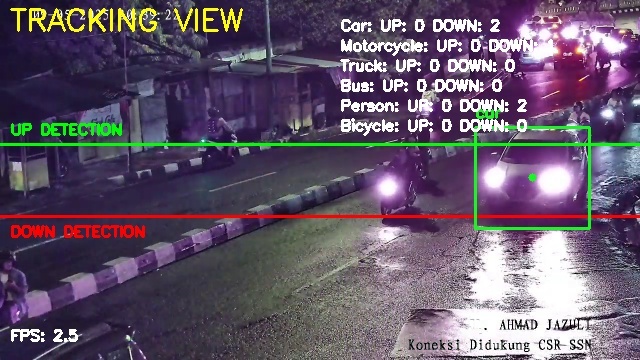 TRACKING VIEW
Car: UP: 0 DOWN: 2
Motorcycle: UP: 0 DOWN:
Truck: UP: 0 DOWN: 0
Bus: UP: 0 DOWN: 0
Person: UP: 0 DOWN: 2
Bicycle: UP: 0 DOWN: 0
car
UP DETECTION
DOWN DETECTION
FPS: 2.5
. AHMAD JAZULI
Koneksi Didukung CSR SSN